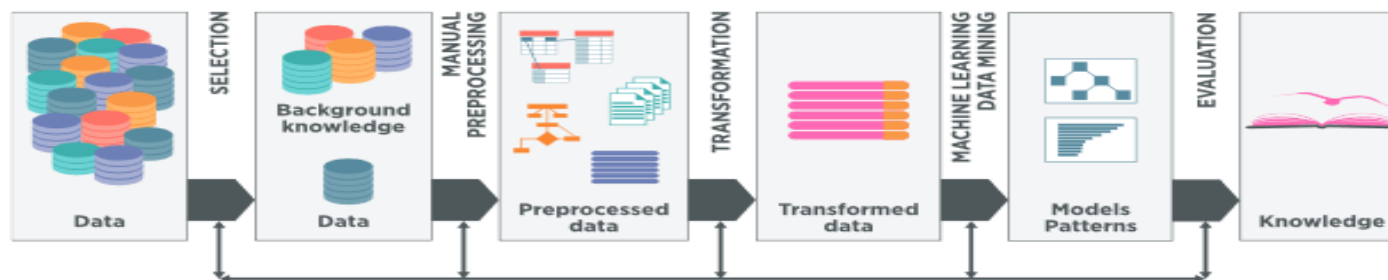 Data
SELECTION
Background
knowledge
Data
MANUAL
PREPROCESSING
Preprocessed
data
TRANSFORMATION
Transformed
data
MACHINE LEARNING
DATA MINING
Models
Patterns
EVALUATION
Knowledge